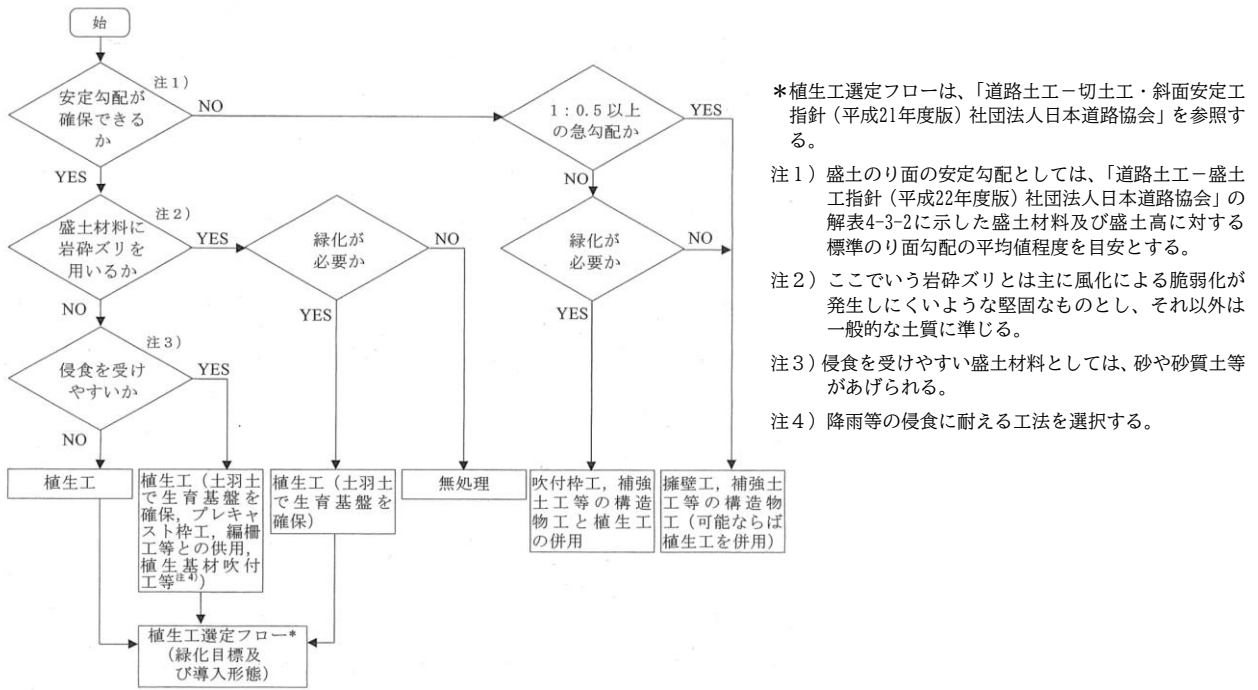 始
注1)
安定勾配が
確保できる
か
NO
1:0.5以上
の急勾配か
YES
YES
NO
注2)
盛土材料に
岩砕ズリを
用いるか
YES
緑化が
必要か
NO
緑化が
必要か
NO
NO
YES
YES
注3)
侵食を受け
やすいか
YES
NO
植生工
植生工(土羽土
で生育基盤を
確保,プレキャ
スト枠工,編柵
工等との供用,
植生基材吹付
工等注4))
植生工(土羽土
で生育基盤を
確保)
無処理
吹付枠工,補強
土工等の構造
物工と植生工
の併用
擁壁工,補強土
工等の構造物
工(可能ならば
植生工を併用)
植生工選定フロー*
(緑化目標及
び導入形態)
*植生工選定フローは、「道路土工-切土工・斜面安定工
指針(平成21年度版)社団法人日本道路協会」を参照す
る。
注1)盛土のり面の安定勾配としては、「道路土工-盛土
工指針(平成22年度版)社団法人日本道路協会」の
解表4-3-2に示した盛土材料及び盛土高に対する
標準のり面勾配の平均値程度を目安とする。
注2)ここでいう岩砕ズリとは主に風化による脆弱化が
発生しにくいような堅固なものとし、それ以外は
一般的な土質に準じる。
注3)侵食を受けやすい盛土材料としては、砂や砂質土等
があげられる。
注4)降雨等の侵食に耐える工法を選択する。